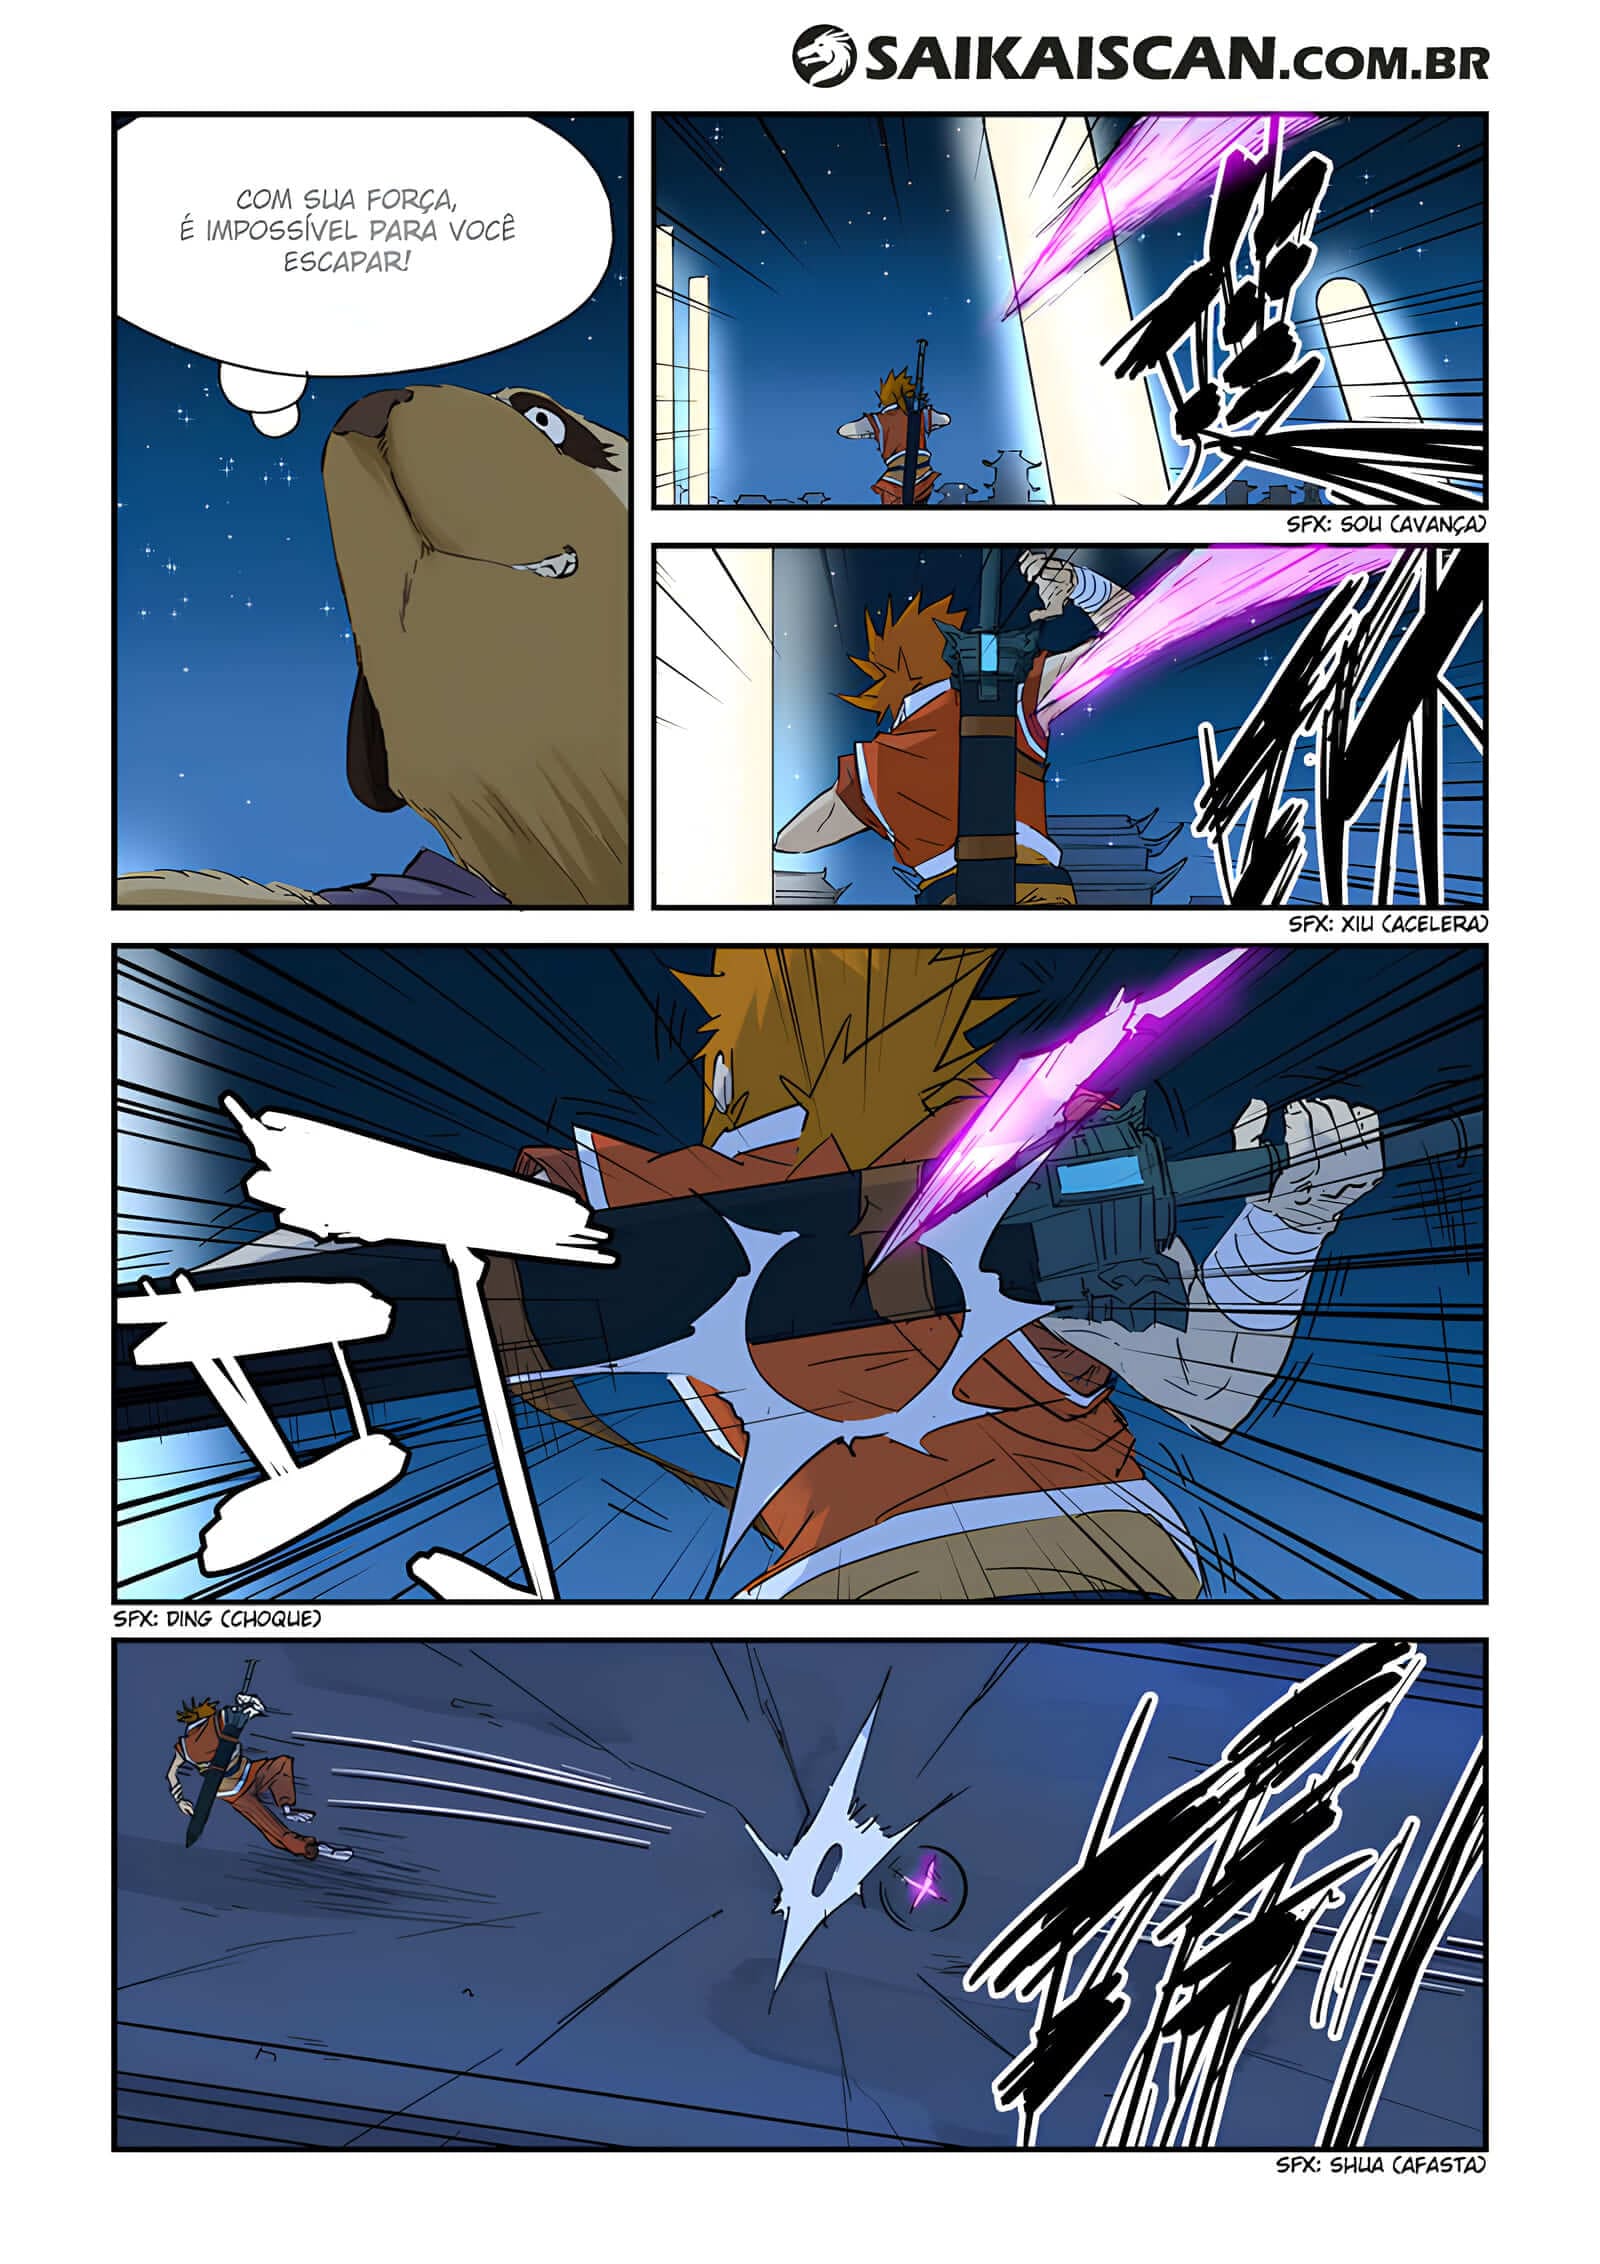 SAIKAISCAN.COM.BR
COM SUA FORÇA,
É IMPOSSÍVEL PARA VOCÊ
ESCAPAR!
SFX: SOU (AVANÇA)
SFX: XIU (ACELERA)
SFX: DING (CHOQUE)
SFX: SHUA (AFASTA)